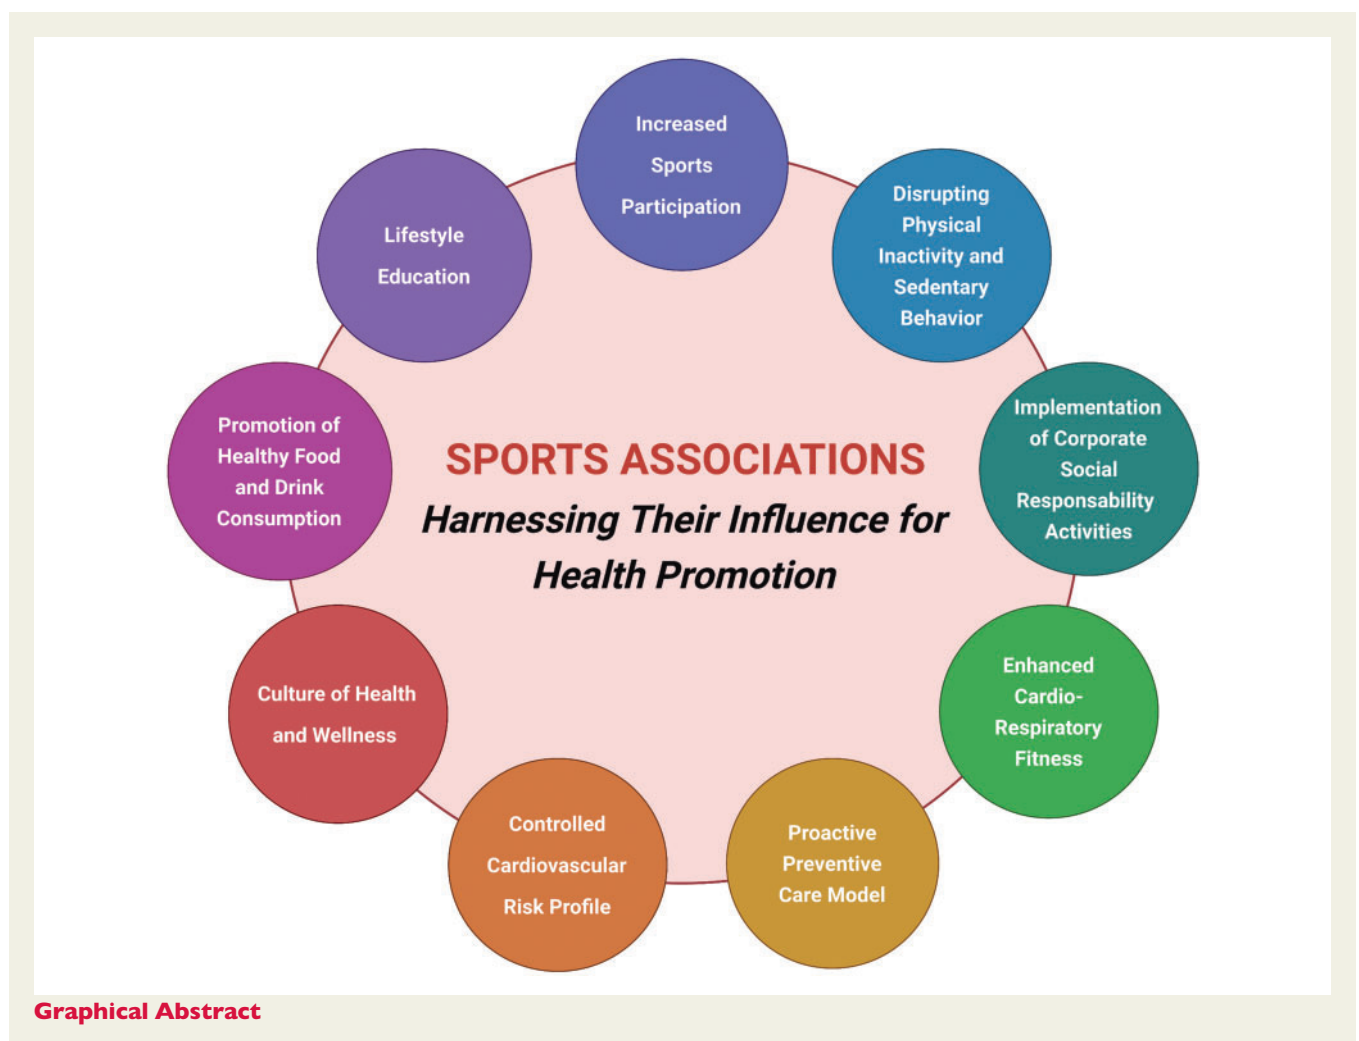 Increased
Sports
Participation
Disrupting
Physical
Inactivity and
Sedentary
Behavior
Implementation
of Corporate
Social
Responsability
Activities
Enhanced
Cardio-
Respiratory
Fitness
Proactive
Preventive
Care Model
Controlled
Cardiovascular
Risk Profile
Culture of Health
and Wellness
Promotion of
Healthy Food
and Drink
Consumption
Lifestyle
Education
SPORTS ASSOCIATIONS
Harnessing Their Influence for
Health Promotion
Graphical Abstract